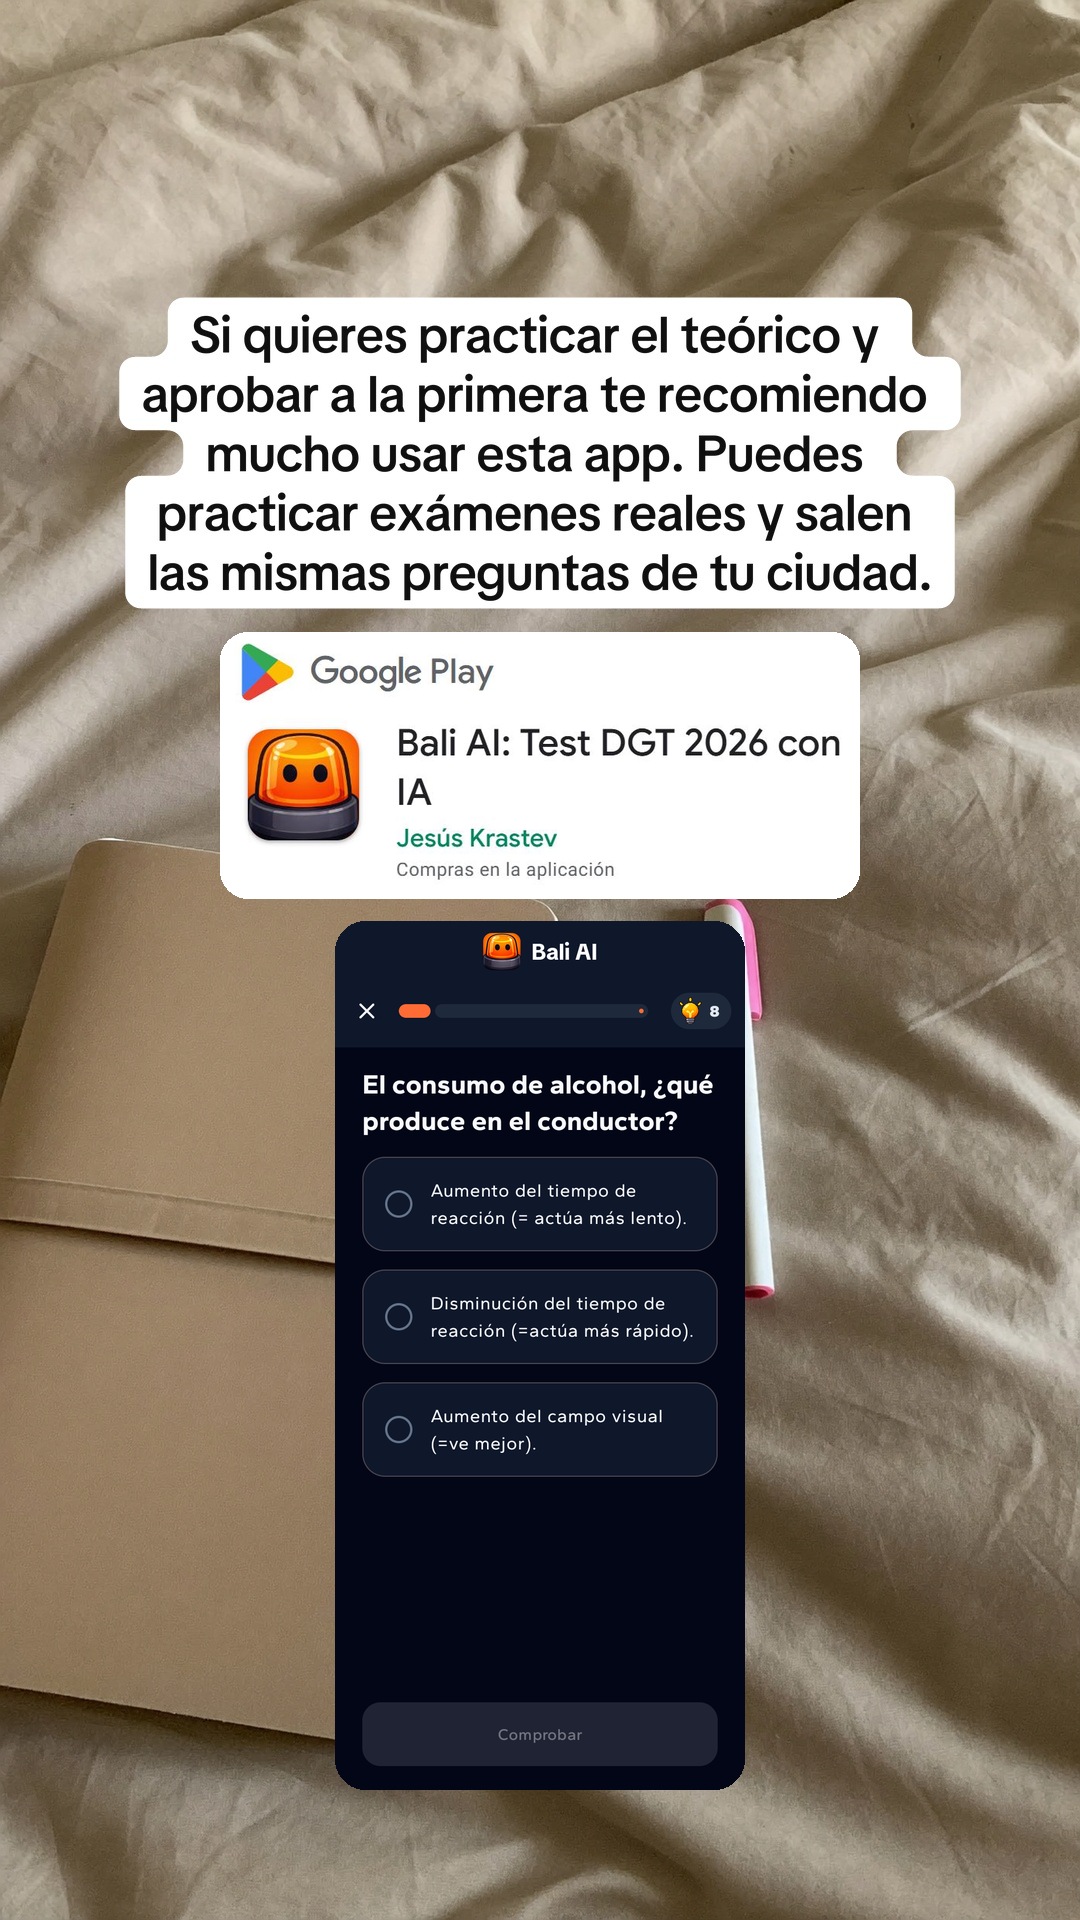 Si quieres practicar el teórico y
aprobar a la primera te recomiendo
mucho usar esta app. Puedes
practicar exámenes reales y salen
las mismas preguntas de tu ciudad.
Google Play
Bali AI: Test DGT 2026 con
IA
Jesús Krastev
Compras en la aplicación
Bali AI
8
El consumo de alcohol, ¿qué
produce en el conductor?
Aumento del tiempo de
reacción (= actúa más lento).
Disminución del tiempo de
reacción (=actúa más rápido).
Aumento del campo visual
(=ve mejor).
Comprobar